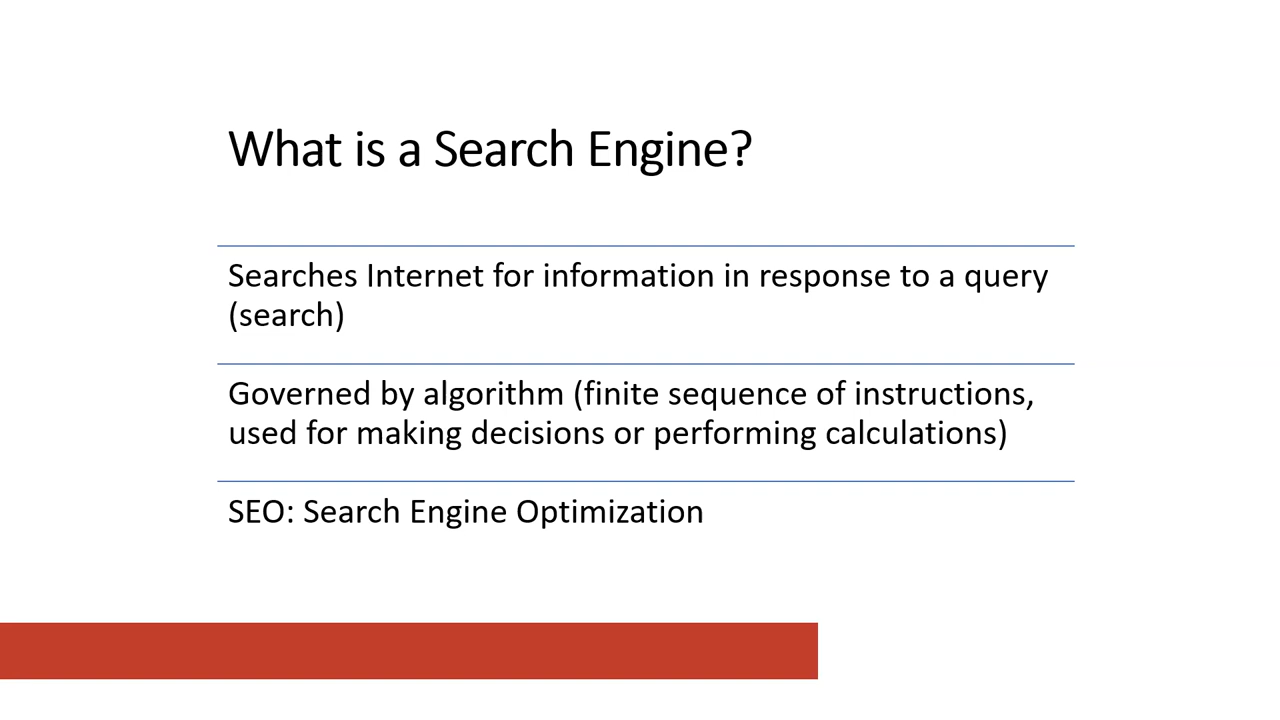 What is a Search Engine?
Searches Internet for information in response to a query
(search)
Governed by algorithm (finite sequence of instructions,
used for making decisions or performing calculations)
SEO: Search Engine Optimization